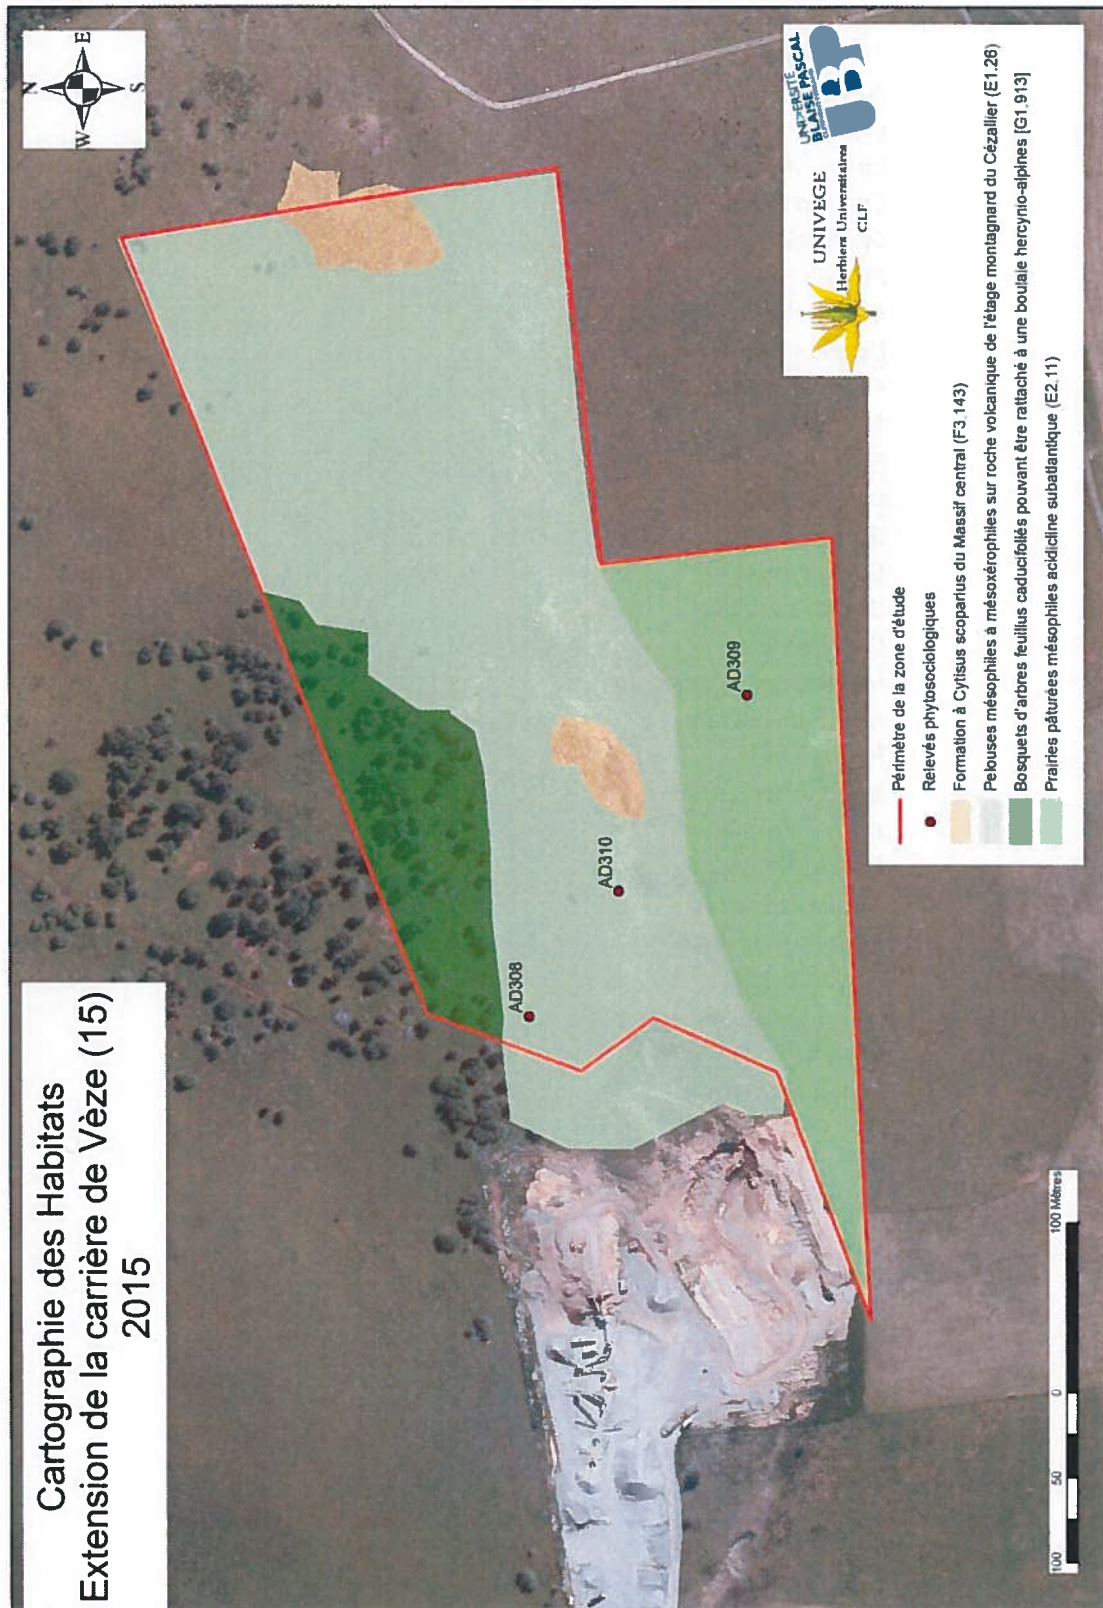 Cartographie des Habitats
Extension de la carrière de Vèze (15)
2015
N
W
E
S
AD308
AD310
AD309
Périmètre de la zone d'étude
Relevés phytosociologiques
Formation à Cytisus scoparius du Massif central (F3.143)
Pelouses mésophiles à mésoxérophiles sur roche volcanique de l'étage montagnard du Cézallier (E1.26)
Bosquets d'arbres feuillus caducifoliés pouvant être rattaché à une boulaie hercynio-alpines [G1.913]
Prairies pâturées mésophiles acidicline subatlantique (E2.11)
UNIVEGE
Herbiers Universitaires
CLF
UNIVERSITÉ
BLAISE PASCAL
UBP
100
50
0
100 Mètres